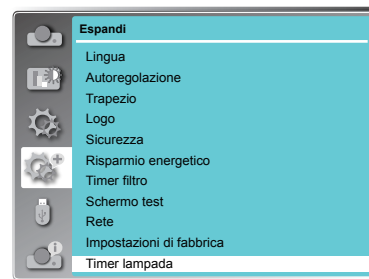 Espandi
Lingua
Autoregolazione
Trapezio
Logo
Sicurezza
Risparmio energetico
Timer filtro
Schermo test
Rete
Impostazioni di fabbrica
Timer lampada